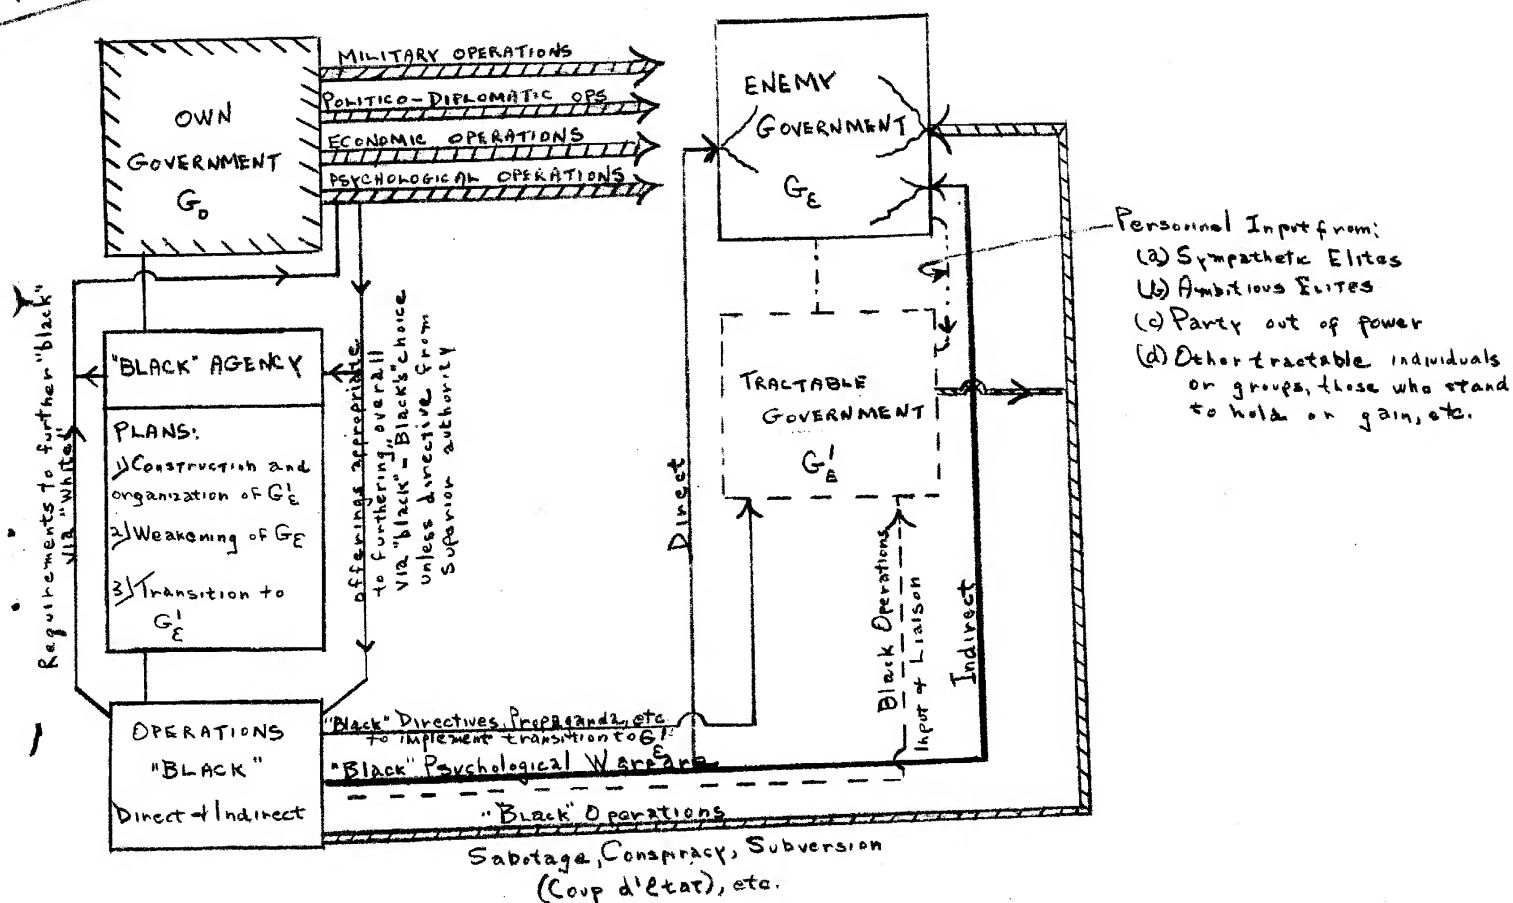 OWN
GOVERNMENT
G₀
MILITARY OPERATIONS
POLITICO-DIPLOMATIC OPS
ECONOMIC OPERATIONS
PSYCHOLOGICAL OPERATIONS
ENEMY
GOVERNMENT
G_E
Personnel Input from:
(a) Sympathetic Elites
(b) Ambitious Elites
(c) Party out of power
(d) Other tractable individuals
or groups, those who stand
to hold or gain, etc.
"BLACK" AGENCY
PLANS:
1) Construction and
organization of G'_E
2) Weakening of G_E
3) Transition to
G'_E
Requirements to further "black"
via "White"
offerings appropriate
to furthering overall
via "black" - Black's choice
unless directive from
Superior authority
TRACTABLE
GOVERNMENT
G'_E
Direct
Black Operations
Input & Liaison
Indirect
OPERATIONS
"BLACK"
Direct & Indirect
"Black" Directives, Propaganda, etc
to implement transition to G'_E
"Black" Psychological Warfare
"Black" Operations
Sabotage, Conspiracy, Subversion
(Coup d'état), etc.